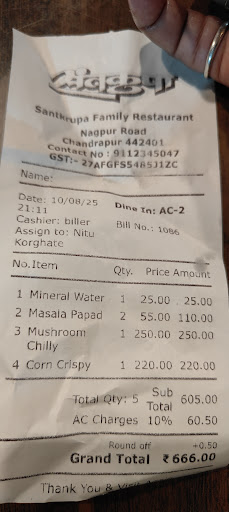 Santkrupa Family Restaurant
Nagpur Road
Chandrapur 442401
Contact No : 9112345047
GST:- 27AFGFS5485J1ZC
Name:
Date: 10/08/25 Dine In: AC-2
21:11
Cashier: biller Bill No.: 1086
Assign to: Nitu
Korghate
No.Item Qty. Price Amount
1 Mineral Water 1 25.00 25.00
2 Masala Papad 2 55.00 110.00
3 Mushroom 1 250.00 250.00
Chilly
4 Corn Crispy 1 220.00 220.00
Total Qty: 5 Sub Total 605.00
AC Charges 10% 60.50
Round off +0.50
Grand Total ₹666.00
Thank You &